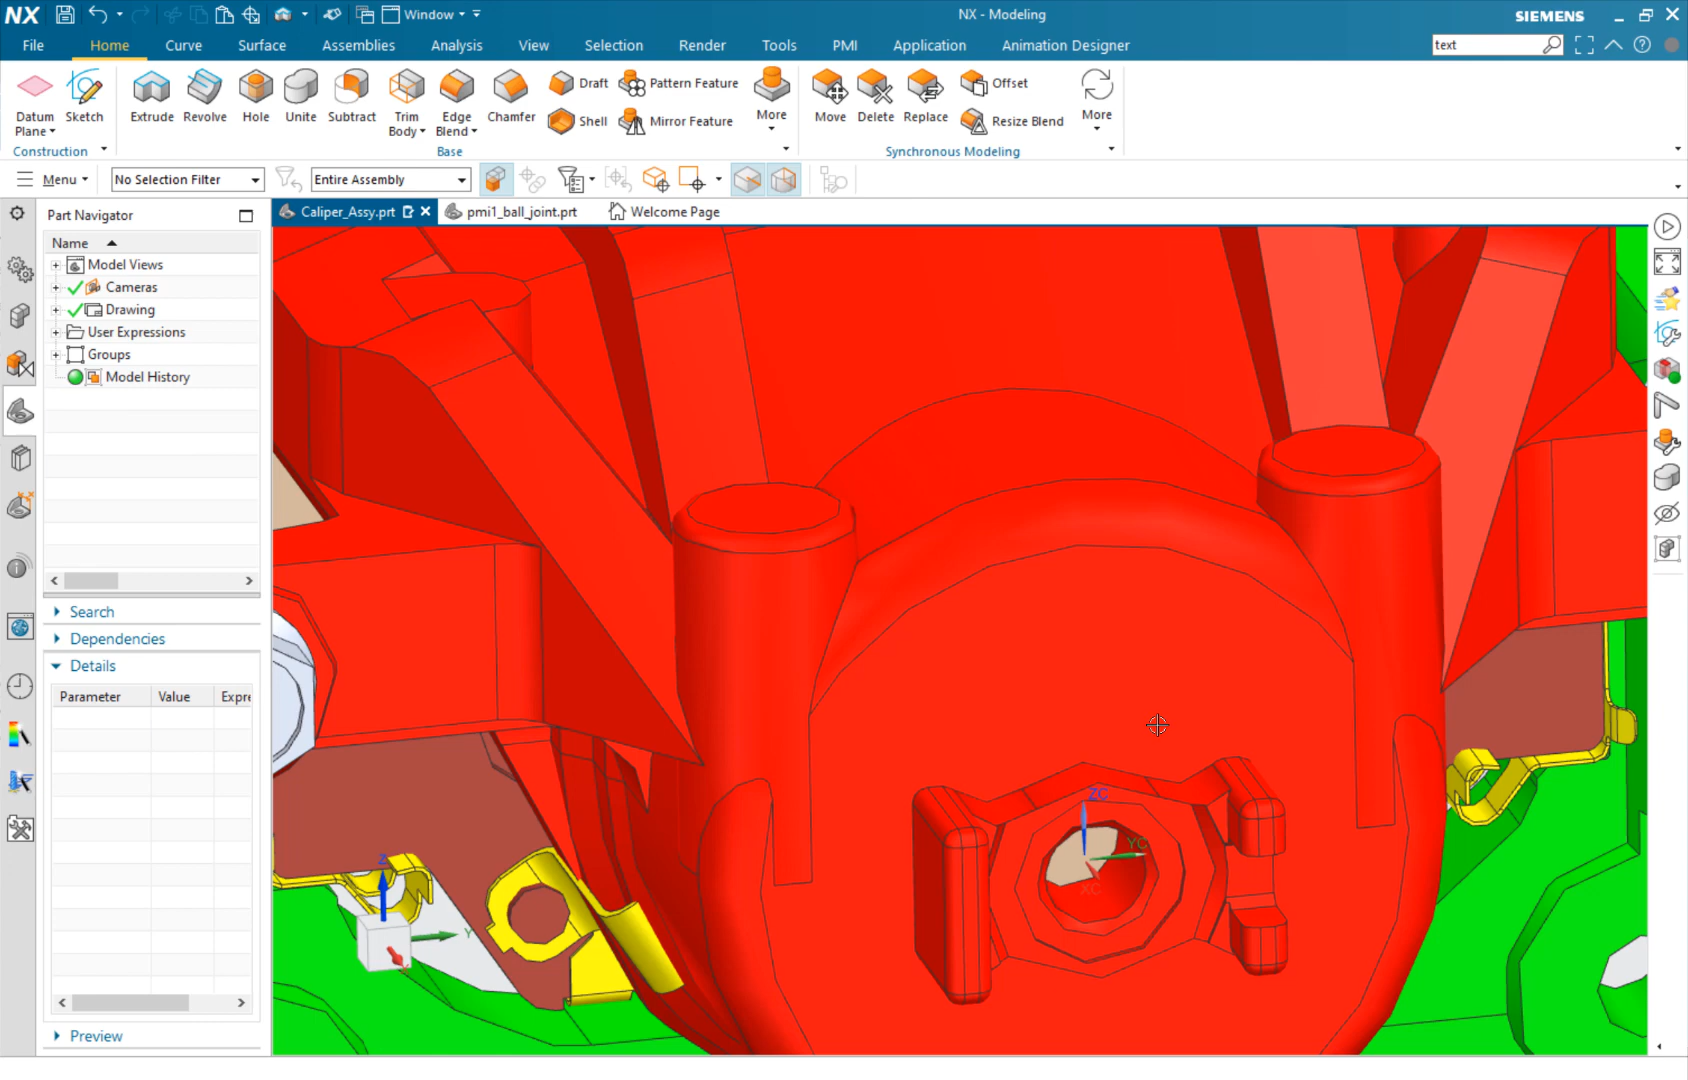 NX Window NX - Modeling SIEMENS
File Home Curve Surface Assemblies Analysis View Selection Render Tools PMI Application Animation Designer text
Datum Plane Sketch Extrude Revolve Hole Unite Subtract Trim Body Edge Blend Chamfer Draft Pattern Feature More Move Delete Replace Offset More
Shell Mirror Feature Resize Blend
Construction Base Synchronous Modeling
Menu No Selection Filter Entire Assembly
Part Navigator Caliper_Assy.prt pmi1_ball_joint.prt Welcome Page
Name
Model Views
Cameras
Drawing
User Expressions
Groups
Model History
Search
Dependencies
Details
Parameter Value Expre
Preview
ZC
YC
XC
Z
Y